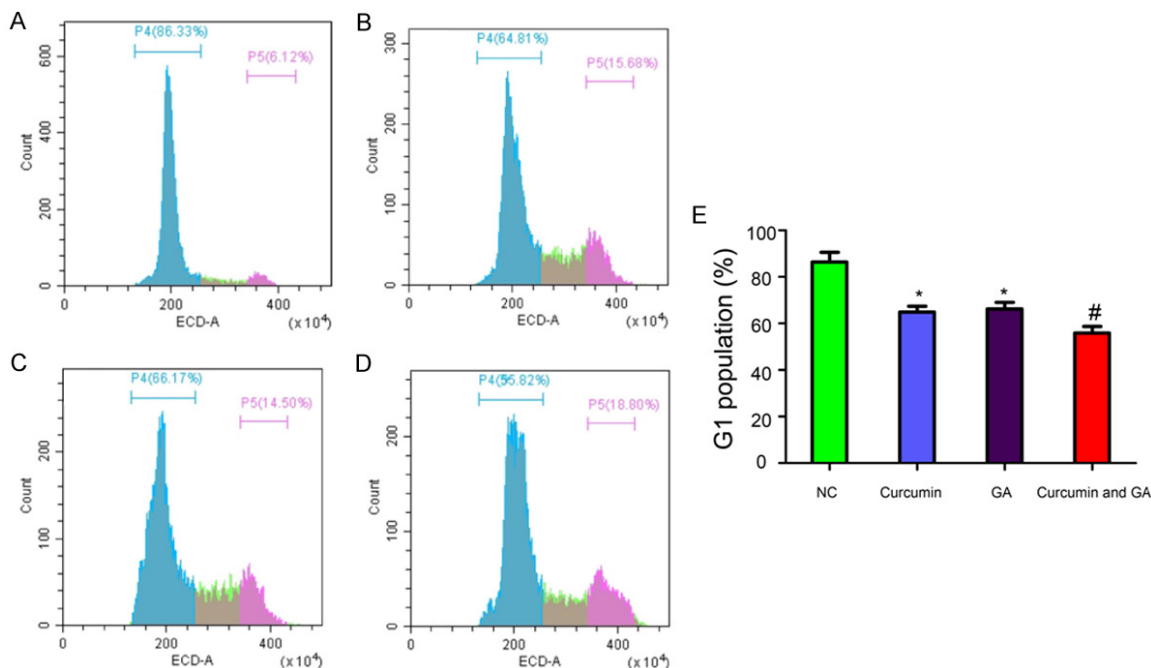 A
P4(86.33%)
P5(6.12%)
600
400
200
0
Count
0
200
400
ECD-A
(x10⁴)
B
P4(64.81%)
P5(15.68%)
300
200
100
0
Count
0
200
400
ECD-A
(x10⁴)
C
P4(66.17%)
P5(14.50%)
200
100
0
Count
0
200
400
ECD-A
(x10⁴)
D
P4(55.82%)
P5(18.80%)
200
100
0
Count
0
200
400
ECD-A
(x10⁴)
E
G1 population (%)
100
80
60
40
20
0
*
*
#
NC
Curcumin
GA
Curcumin and GA